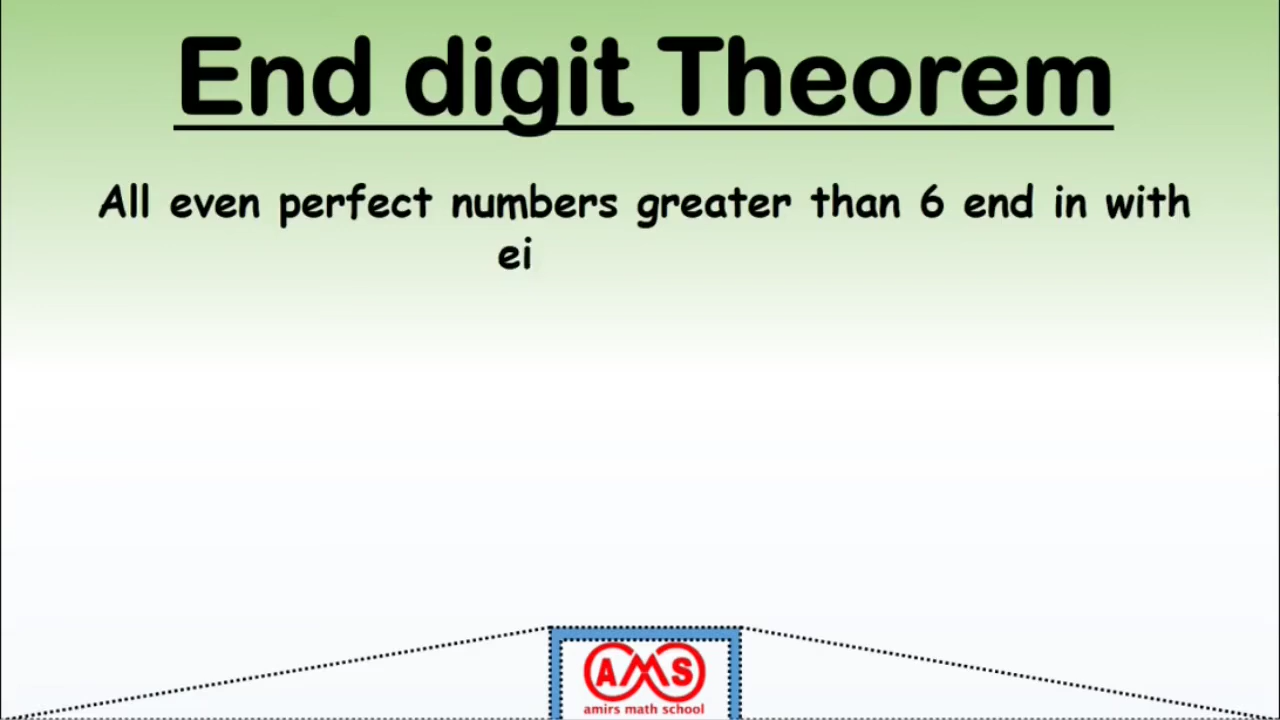 End digit Theorem
All even perfect numbers greater than 6 end in with
ei
AMS
amirs math school